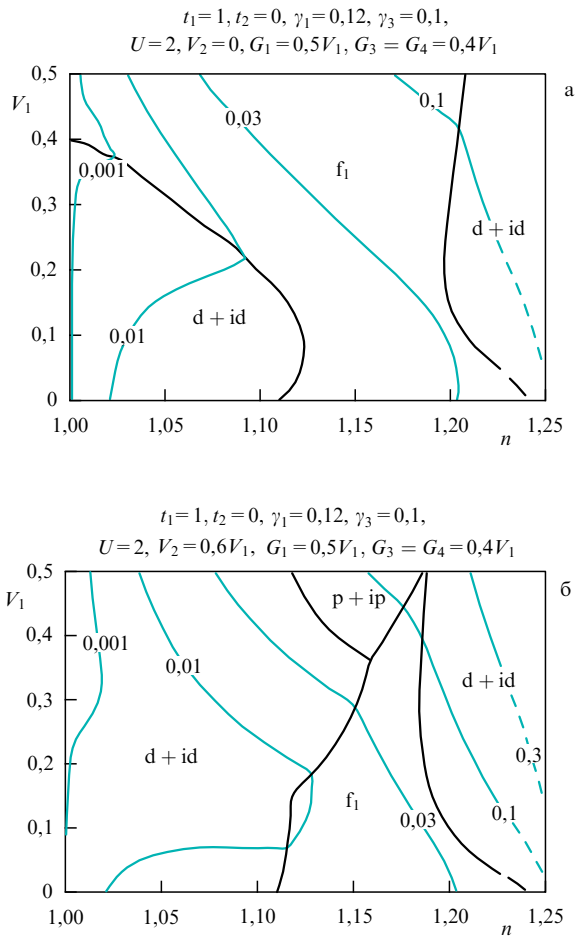 t₁=1, t₂=0, γ₁=0,12, γ₃=0,1,
U=2, V₂=0, G₁=0,5V₁, G₃ = G₄=0,4V₁
а
V₁
0,5
0,4
0,3
0,2
0,1
0
0,001
0,01
0,03
0,1
f₁
d + id
d + id
1,00
1,05
1,10
1,15
1,20
1,25
n
t₁=1, t₂=0, γ₁=0,12, γ₃=0,1,
U=2, V₂=0,6V₁, G₁=0,5V₁, G₃ = G₄=0,4V₁
б
V₁
0,5
0,4
0,3
0,2
0,1
0
p + ip
0,001
0,01
d + id
d + id
0,3
f₁
0,03
0,1
1,00
1,05
1,10
1,15
1,20
1,25
n